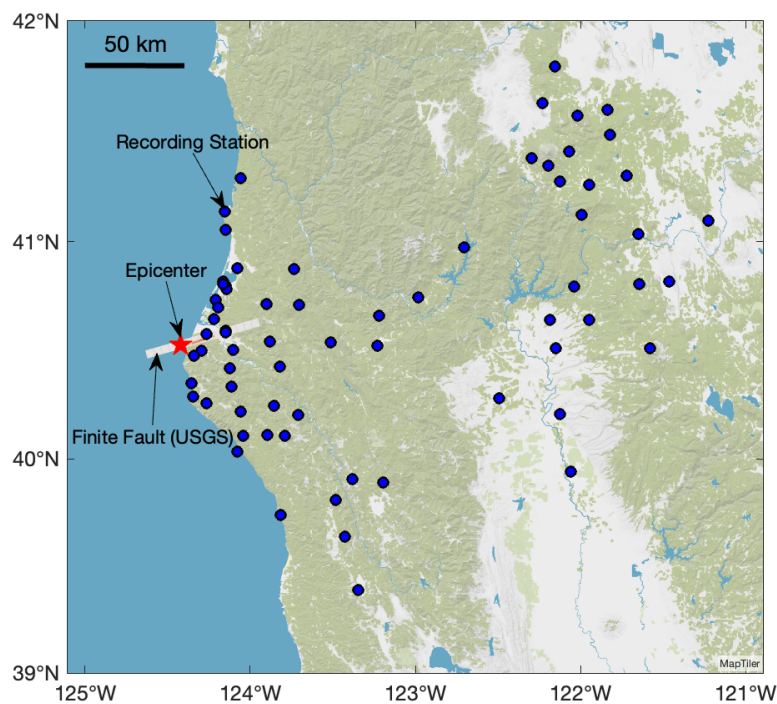 42°N
50 km
Recording Station
41°N
Epicenter
Finite Fault (USGS)
40°N
39°N
MapTiler
125°W 124°W 123°W 122°W 121°W